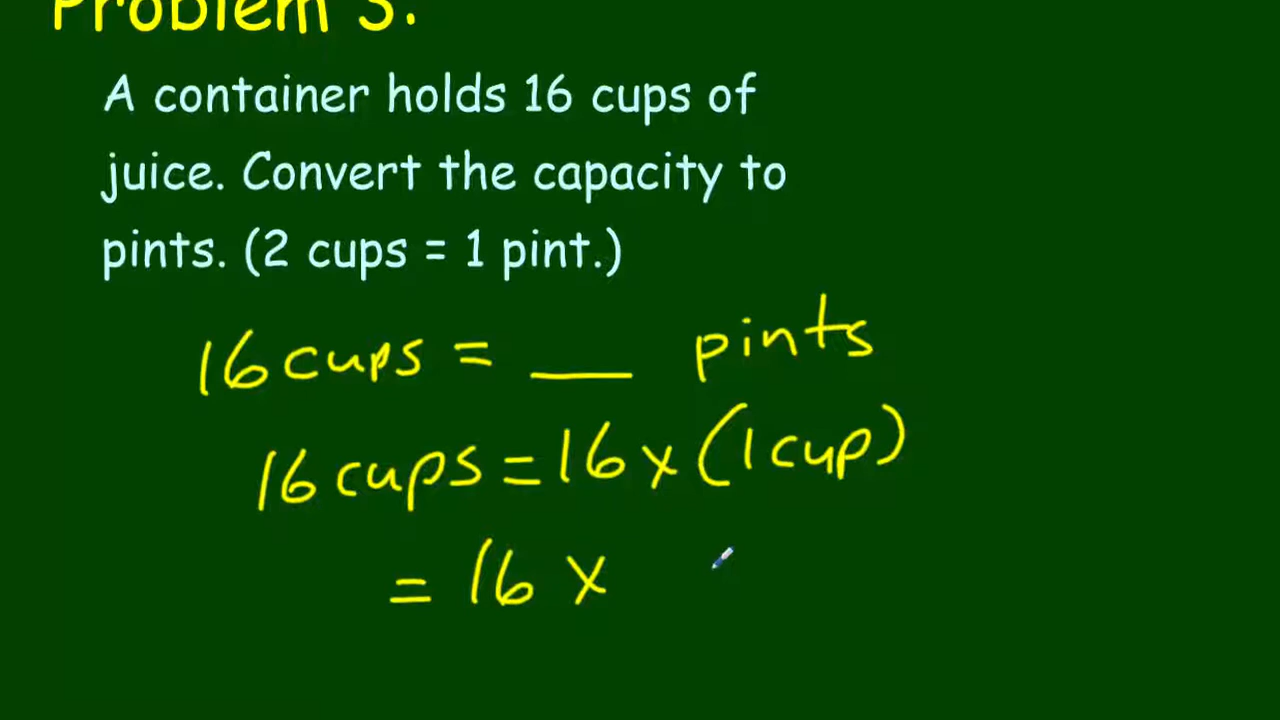 Problem 3:
A container holds 16 cups of
juice. Convert the capacity to
pints. (2 cups = 1 pint.)
16 cups = __ pints
16 cups = 16 x (1 cup)
= 16 x